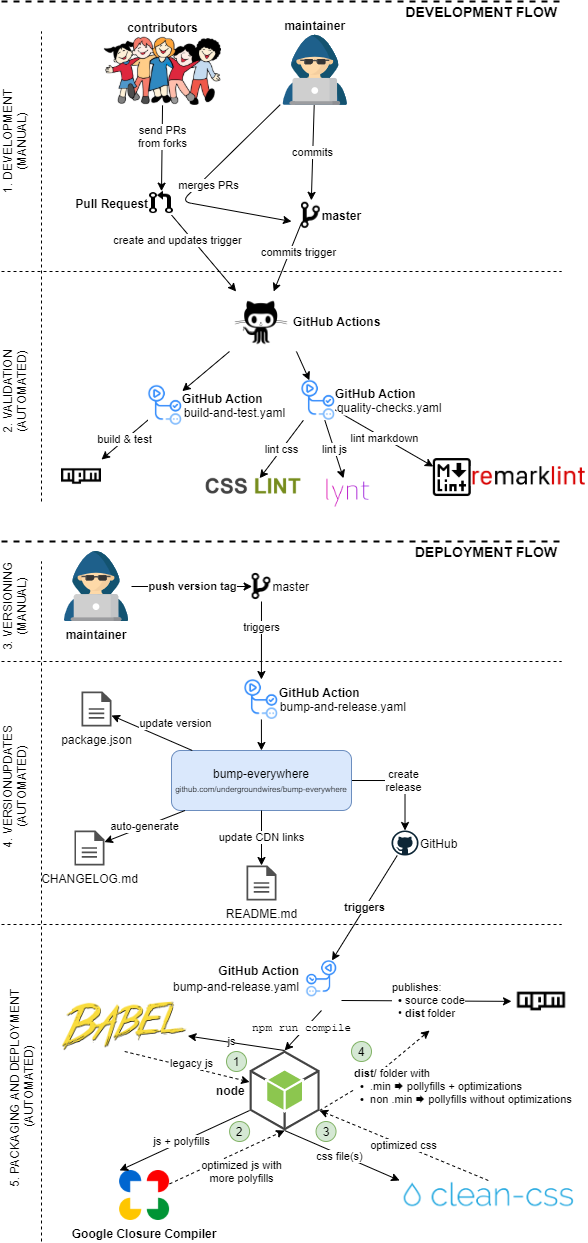 DEVELOPMENT FLOW
contributors
maintainer
1. DEVELOPMENT
(MANUAL)
send PRs
from forks
commits
merges PRs
Pull Request
master
create and updates trigger
commits trigger
2. VALIDATION
(AUTOMATED)
GitHub Actions
GitHub Action
build-and-test.yaml
GitHub Action
quality-checks.yaml
build & test
lint css
lint js
lint markdown
npm
CSS LINT
lynt
M
Lint
remarklint
DEPLOYMENT FLOW
3. VERSIONING
(MANUAL)
maintainer
push version tag
master
triggers
4. VERSIONUPDATES
(AUTOMATED)
GitHub Action
bump-and-release.yaml
package.json
update version
bump-everywhere
github.com/undergroundwires/bump-everywhere
create
release
auto-generate
update CDN links
GitHub
CHANGELOG.md
README.md
triggers
5. PACKAGING AND DEPLOYMENT
(AUTOMATED)
GitHub Action
bump-and-release.yaml
publishes:
• source code
• dist folder
npm
BABEL
npm run compile
js
legacy js
1
4
node
dist/ folder with
• .min ➡ pollyfills + optimizations
• non .min ➡ pollyfills without optimizations
2
3
js + polyfills
optimized js with
more polyfills
css file(s)
optimized css
Google Closure Compiler
clean-css